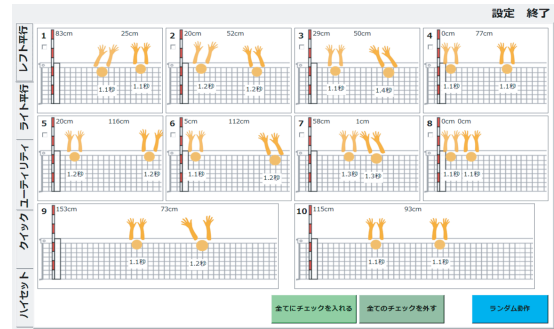 設定 終了
レフト平行
ライト平行
ユーティリティ
クイック
ハイセット
1 83cm 25cm
1.1秒 1.1秒
2 20cm 52cm
1.2秒 1.2秒
3 29cm 50cm
1.1秒 1.4秒
4 0cm 77cm
1.1秒 1.1秒
5 20cm 116cm
1.2秒 1.2秒
6 5cm 112cm
1.1秒 1.2秒
7 58cm 1cm
1.3秒 1.3秒
8 0cm 0cm
1.1秒 1.1秒
9 153cm 73cm
1.1秒 1.2秒
10 115cm 93cm
1.1秒 1.1秒
全てにチェックを入れる 全てのチェックを外す ランダム動作